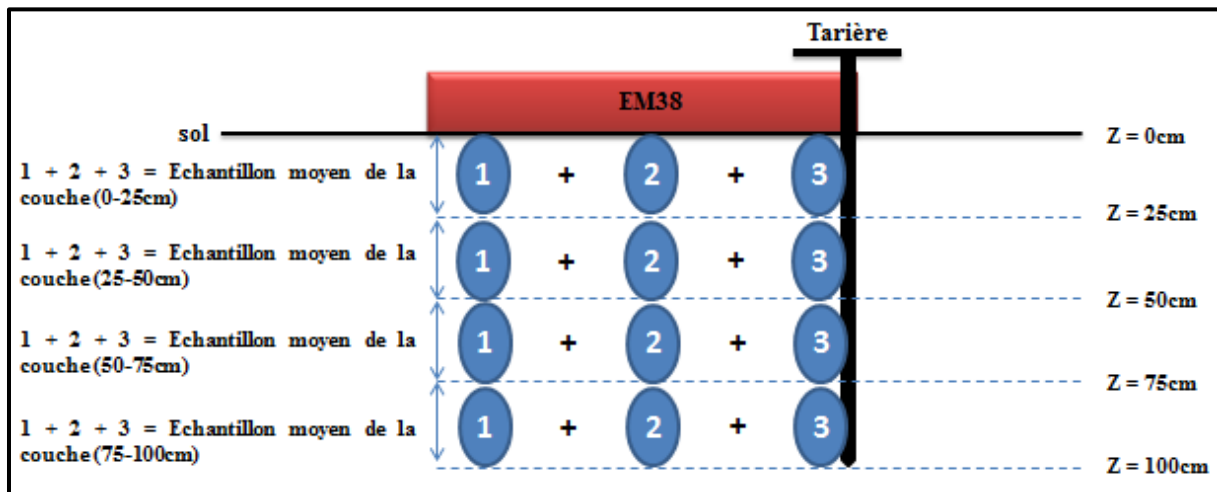 Tarière
EM38
sol
Z = 0cm
1 + 2 + 3 = Echantillon moyen de la
couche (0-25cm)
1 + 2 + 3
Z = 25cm
1 + 2 + 3 = Echantillon moyen de la
couche (25-50cm)
1 + 2 + 3
Z = 50cm
1 + 2 + 3 = Echantillon moyen de la
couche (50-75cm)
1 + 2 + 3
Z = 75cm
1 + 2 + 3 = Echantillon moyen de la
couche (75-100cm)
1 + 2 + 3
Z = 100cm